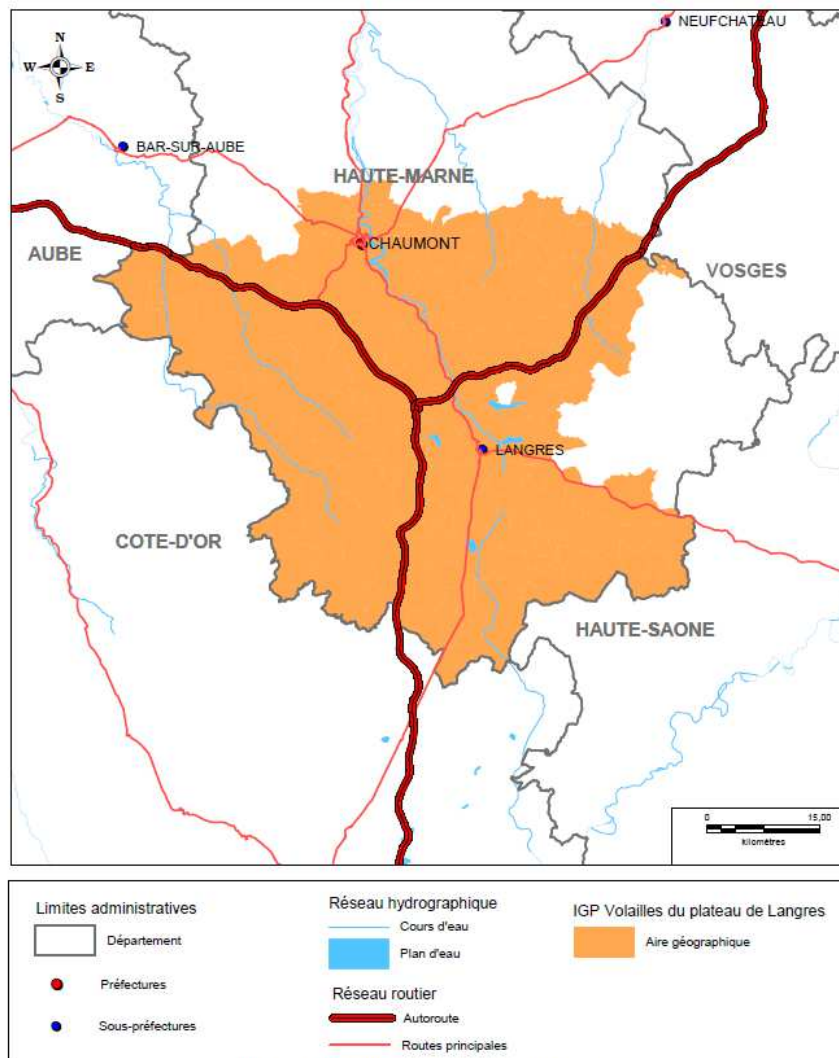 N
W E
S
NEUFCHATEAU
BAR-SUR-AUBE
HAUTE-MARNE
CHAUMONT
AUBE
VOSGES
LANGRES
COTE-D'OR
HAUTE-SAONE
0 15,00
kilomètres
Limites administratives
Département
Préfectures
Sous-préfectures
Réseau hydrographique
Cours d'eau
Plan d'eau
Réseau routier
Autoroute
Routes principales
IGP Volailles du plateau de Langres
Aire géographique